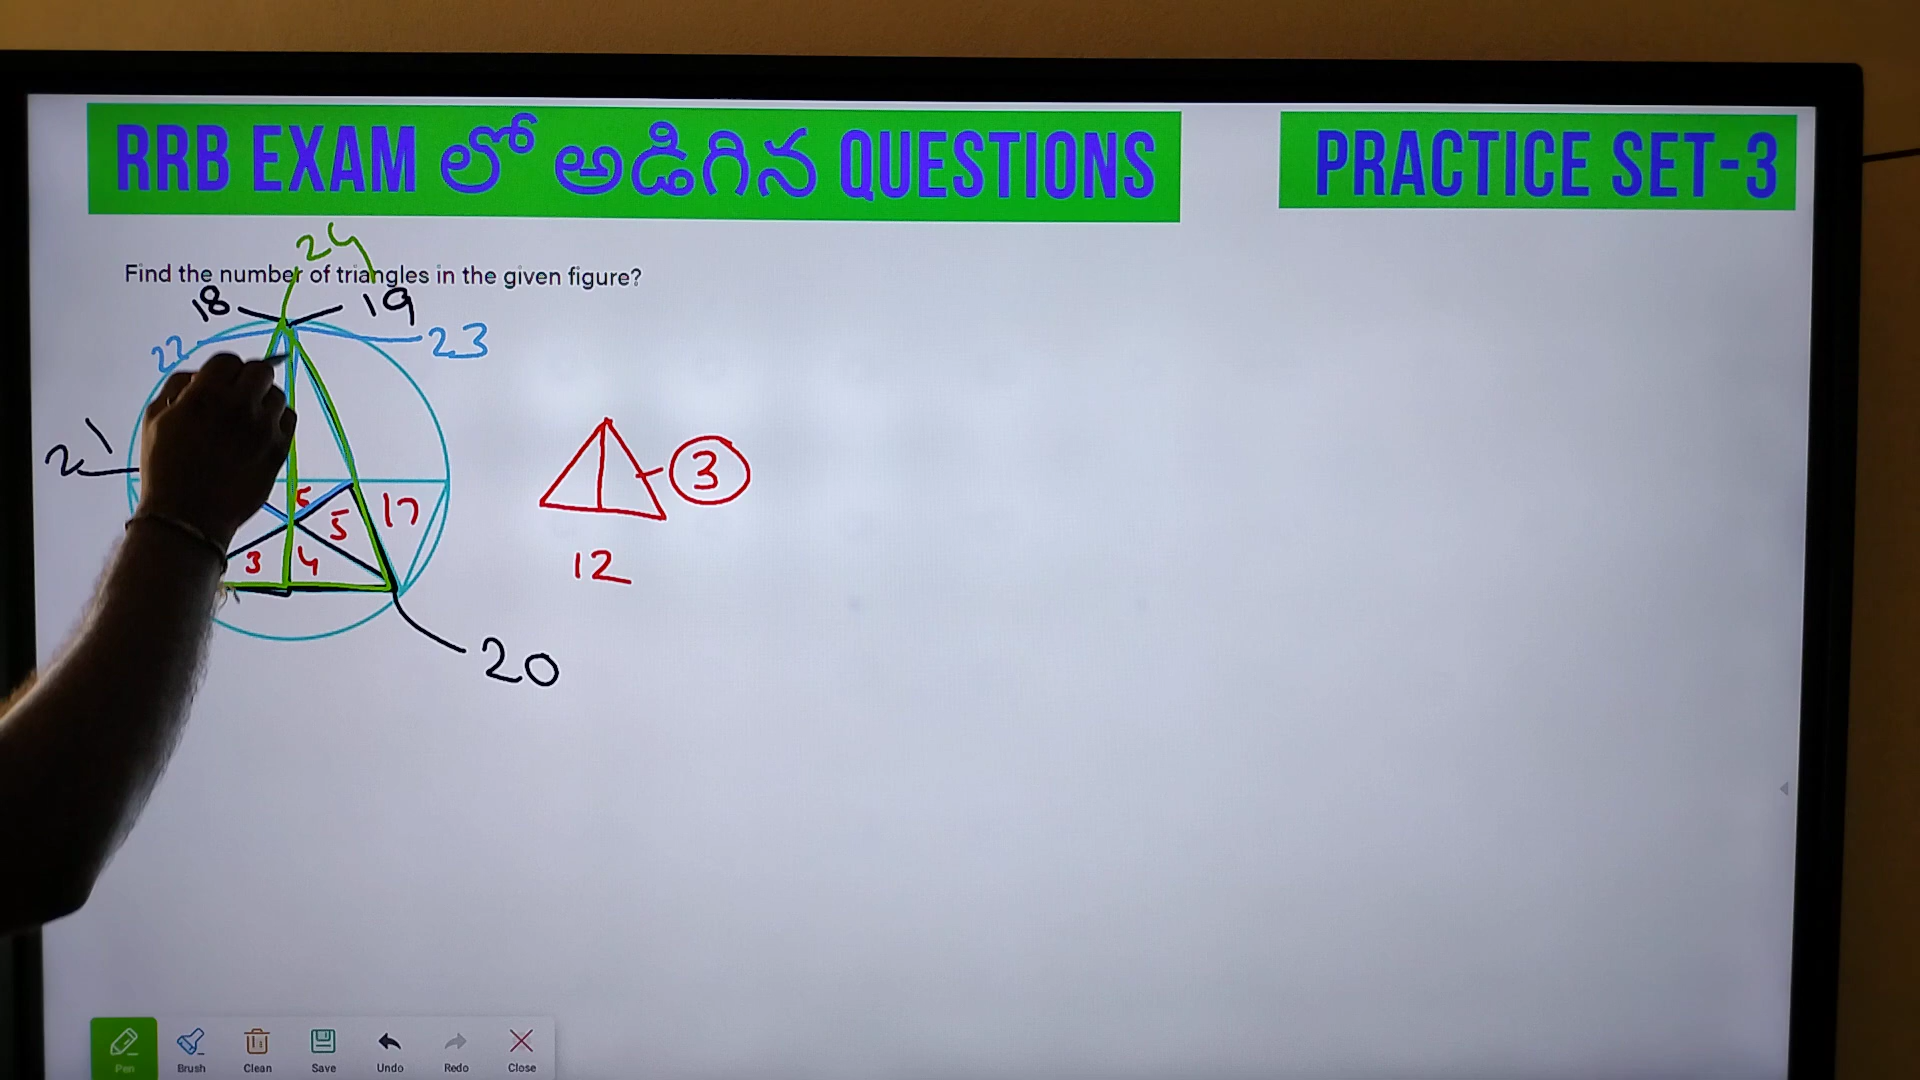 RRB EXAM లో అడిగిన QUESTIONS
PRACTICE SET-3
24
Find the number of triangles in the given figure?
18
19
22
23
21
3
6
5
17
3
4
12
20
Pen
Brush
Clean
Save
Undo
Redo
Close